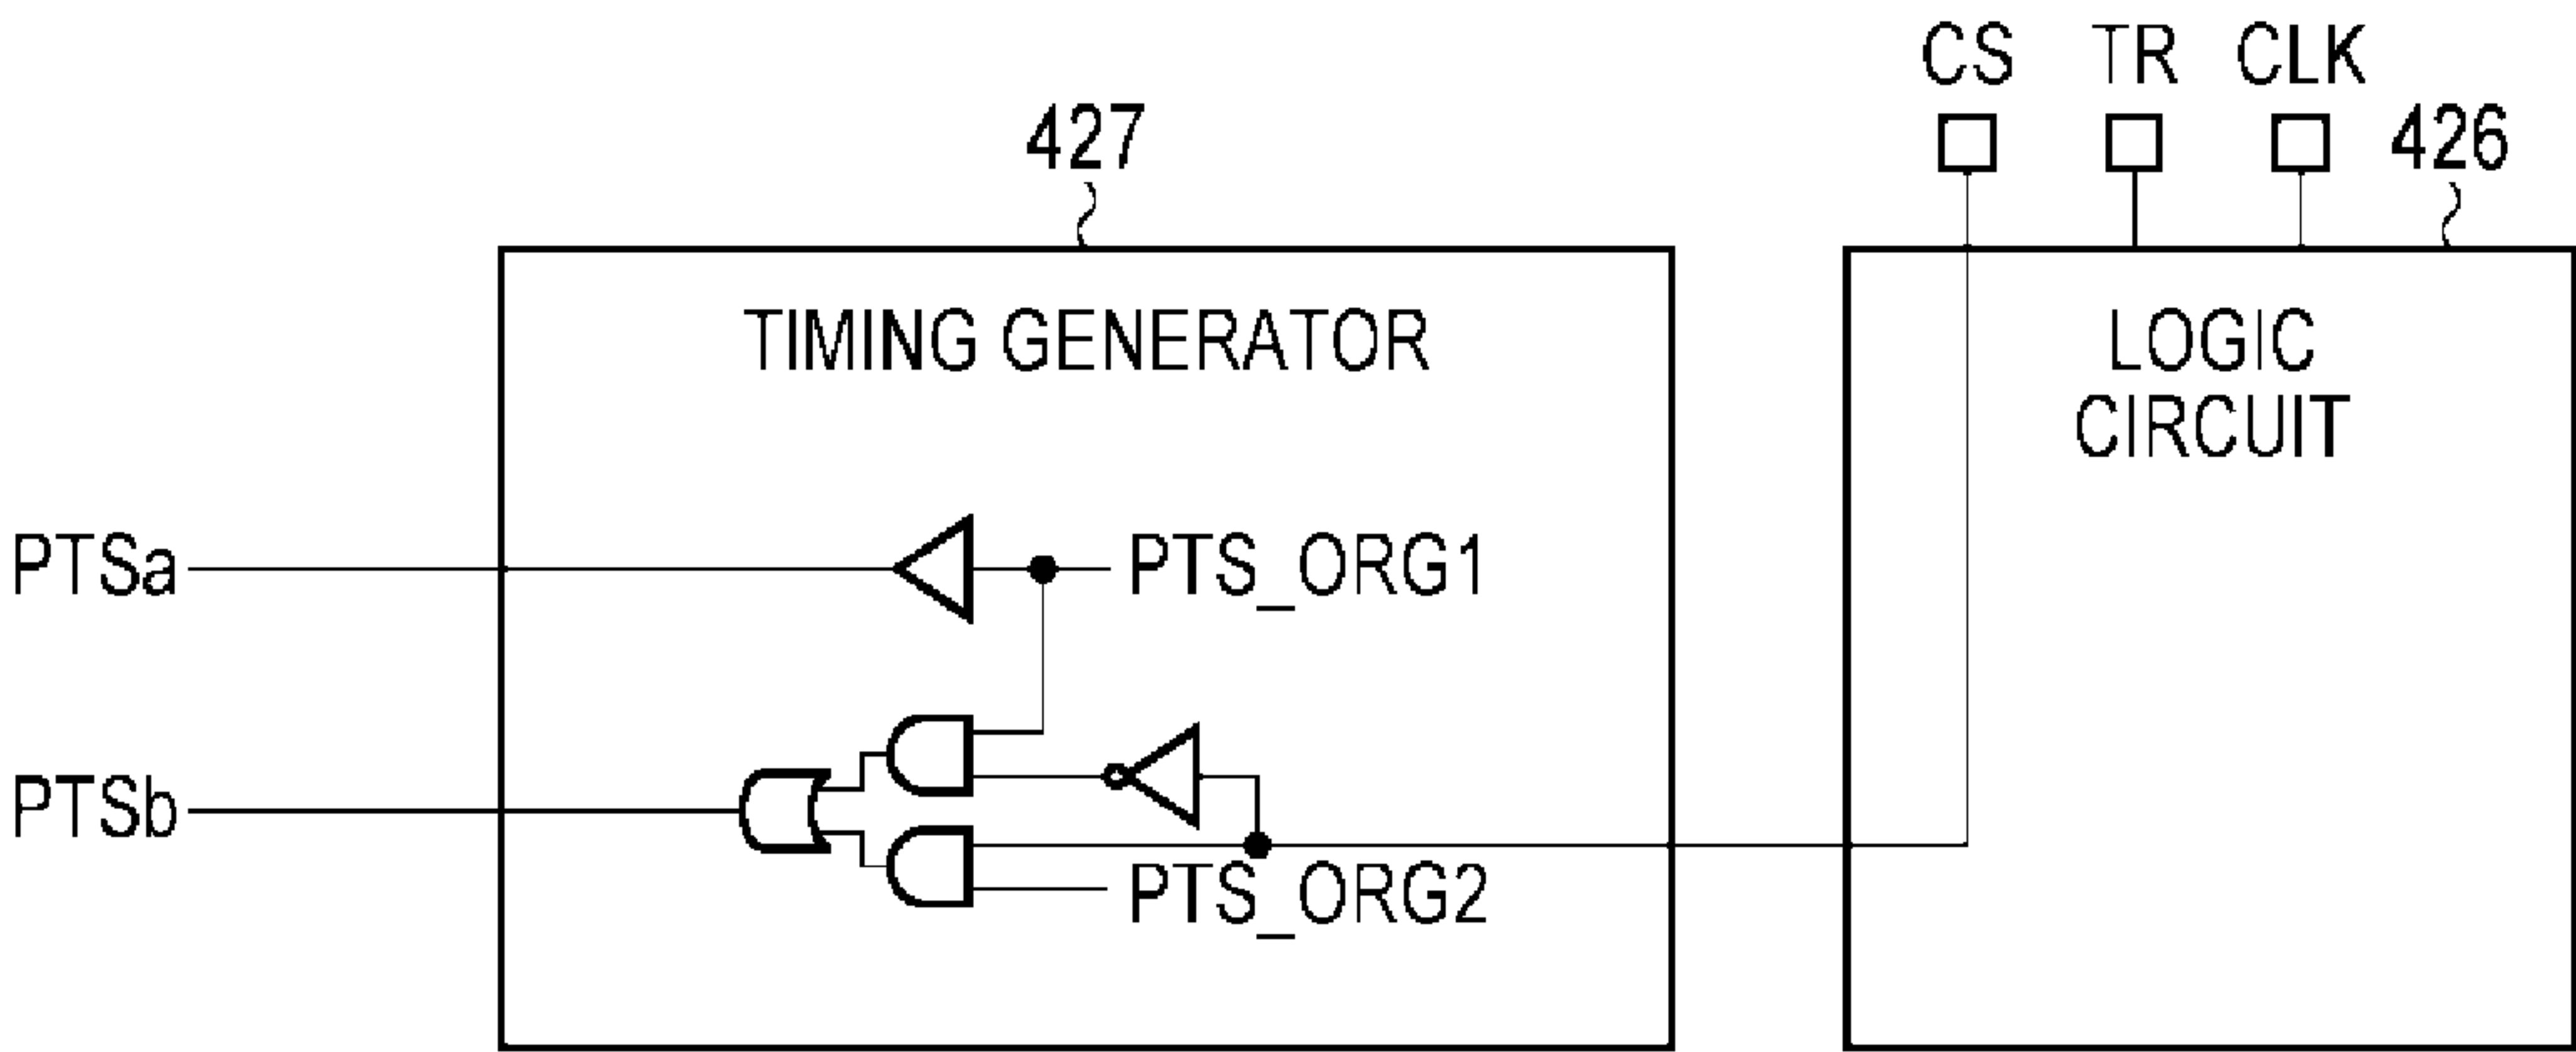 CS TR CLK
427
426
TIMING GENERATOR
LOGIC
CIRCUIT
PTSa
PTS_ORG1
PTSb
PTS_ORG2